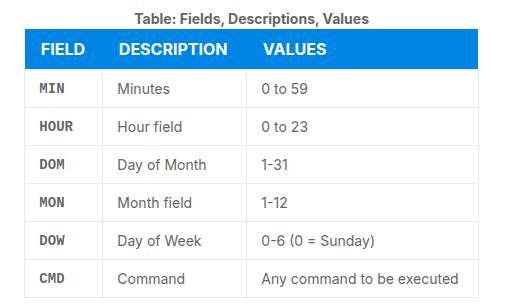 Table: Fields, Descriptions, Values
FIELD DESCRIPTION VALUES
MIN Minutes 0 to 59
HOUR Hour field 0 to 23
DOM Day of Month 1-31
MON Month field 1-12
DOW Day of Week 0-6 (0 = Sunday)
CMD Command Any command to be executed